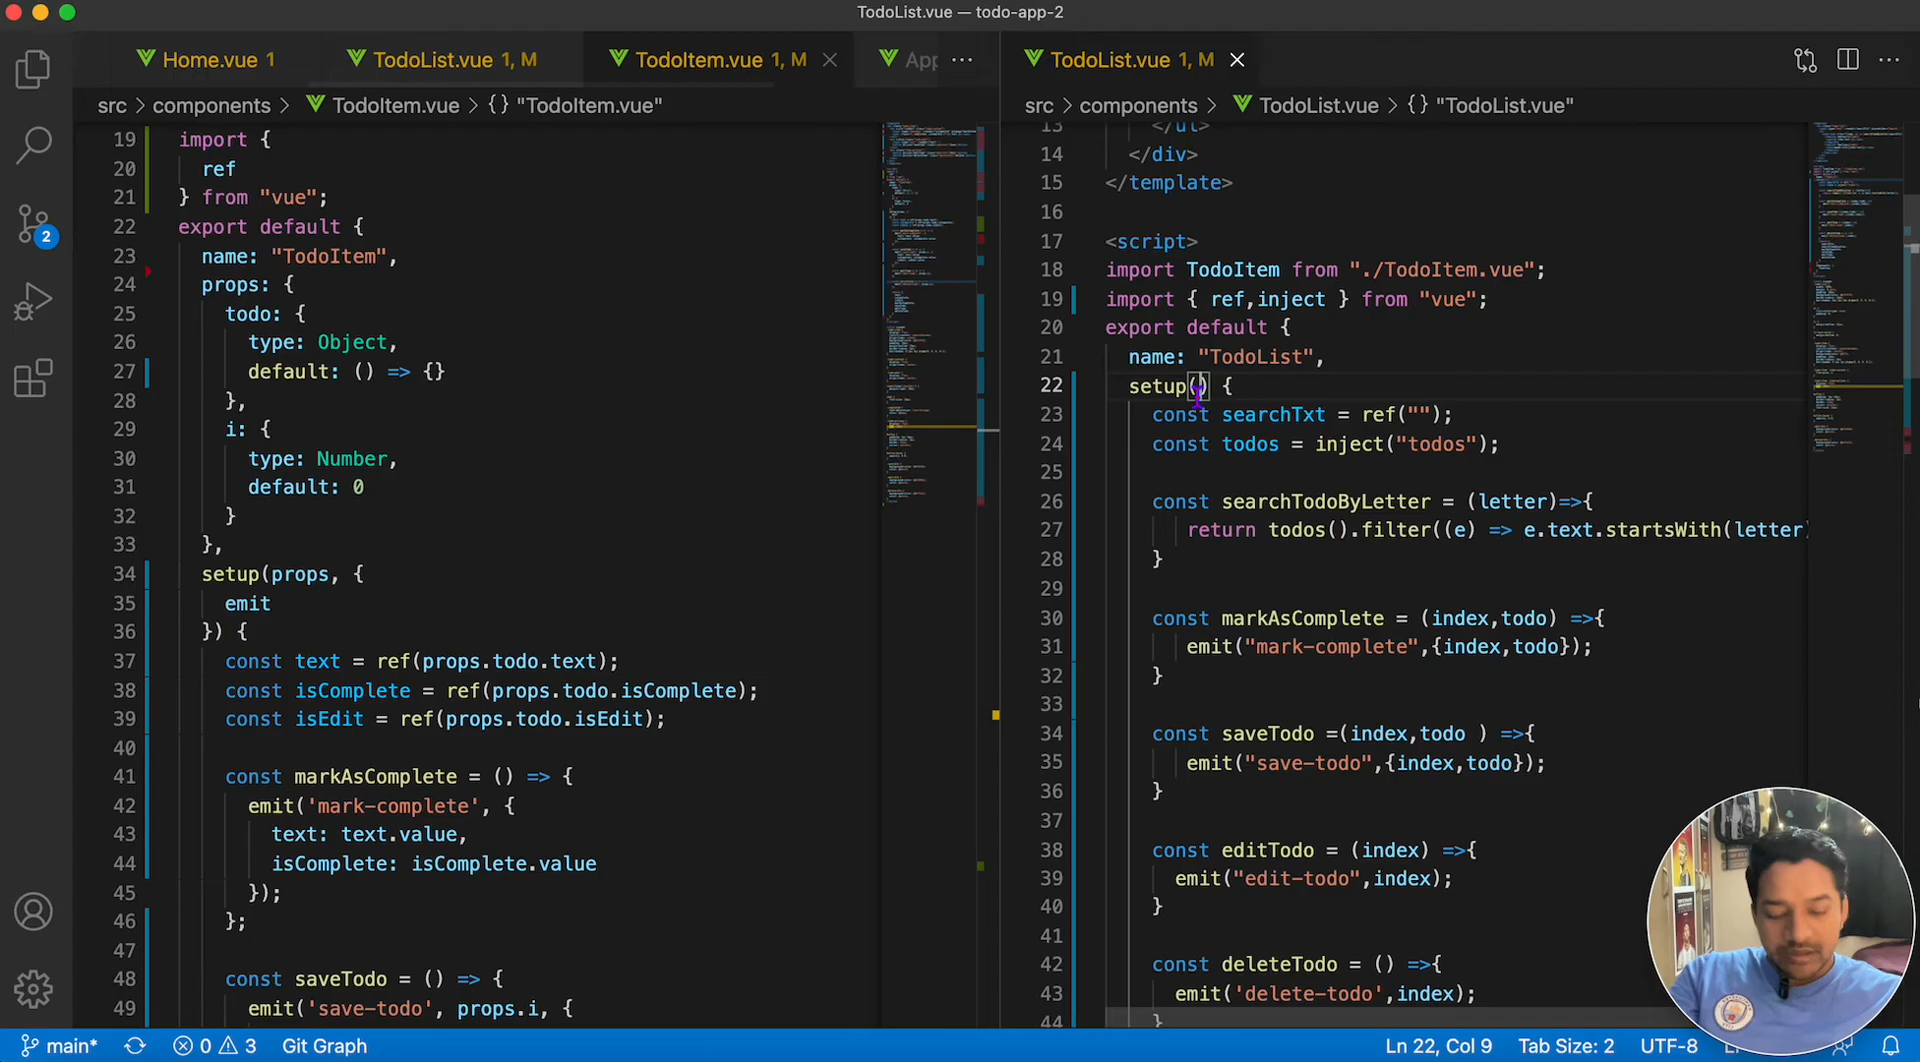 TodoList.vue — todo-app-2
Home.vue 1
TodoList.vue 1, M
TodoItem.vue 1, M
App
TodoList.vue 1, M
src > components > TodoItem.vue > {} "TodoItem.vue"
19 import {
20 ref
21 } from "vue";
22 export default {
23 name: "TodoItem",
24 props: {
25 todo: {
26 type: Object,
27 default: () => {}
28 },
29 i: {
30 type: Number,
31 default: 0
32 }
33 },
34 setup(props, {
35 emit
36 }) {
37 const text = ref(props.todo.text);
38 const isComplete = ref(props.todo.isComplete);
39 const isEdit = ref(props.todo.isEdit);
40
41 const markAsComplete = () => {
42 emit('mark-complete', {
43 text: text.value,
44 isComplete: isComplete.value
45 });
46 };
47
48 const saveTodo = () => {
49 emit('save-todo', props.i, {
src > components > TodoList.vue > {} "TodoList.vue"
13 </ul>
14 </div>
15 </template>
16
17 <script>
18 import TodoItem from "./TodoItem.vue";
19 import { ref,inject } from "vue";
20 export default {
21 name: "TodoList",
22 setup() {
23 const searchTxt = ref("");
24 const todos = inject("todos");
25
26 const searchTodoByLetter = (letter)=>{
27 return todos().filter((e) => e.text.startsWith(letter)
28 }
29
30 const markAsComplete = (index,todo) =>{
31 emit("mark-complete",{index,todo});
32 }
33
34 const saveTodo =(index,todo ) =>{
35 emit("save-todo",{index,todo});
36 }
37
38 const editTodo = (index) =>{
39 emit("edit-todo",index);
40 }
41
42 const deleteTodo = () =>{
43 emit('delete-todo',index);
44 }
2
main* 0 3 Git Graph
Ln 22, Col 9 Tab Size: 2 UTF-8